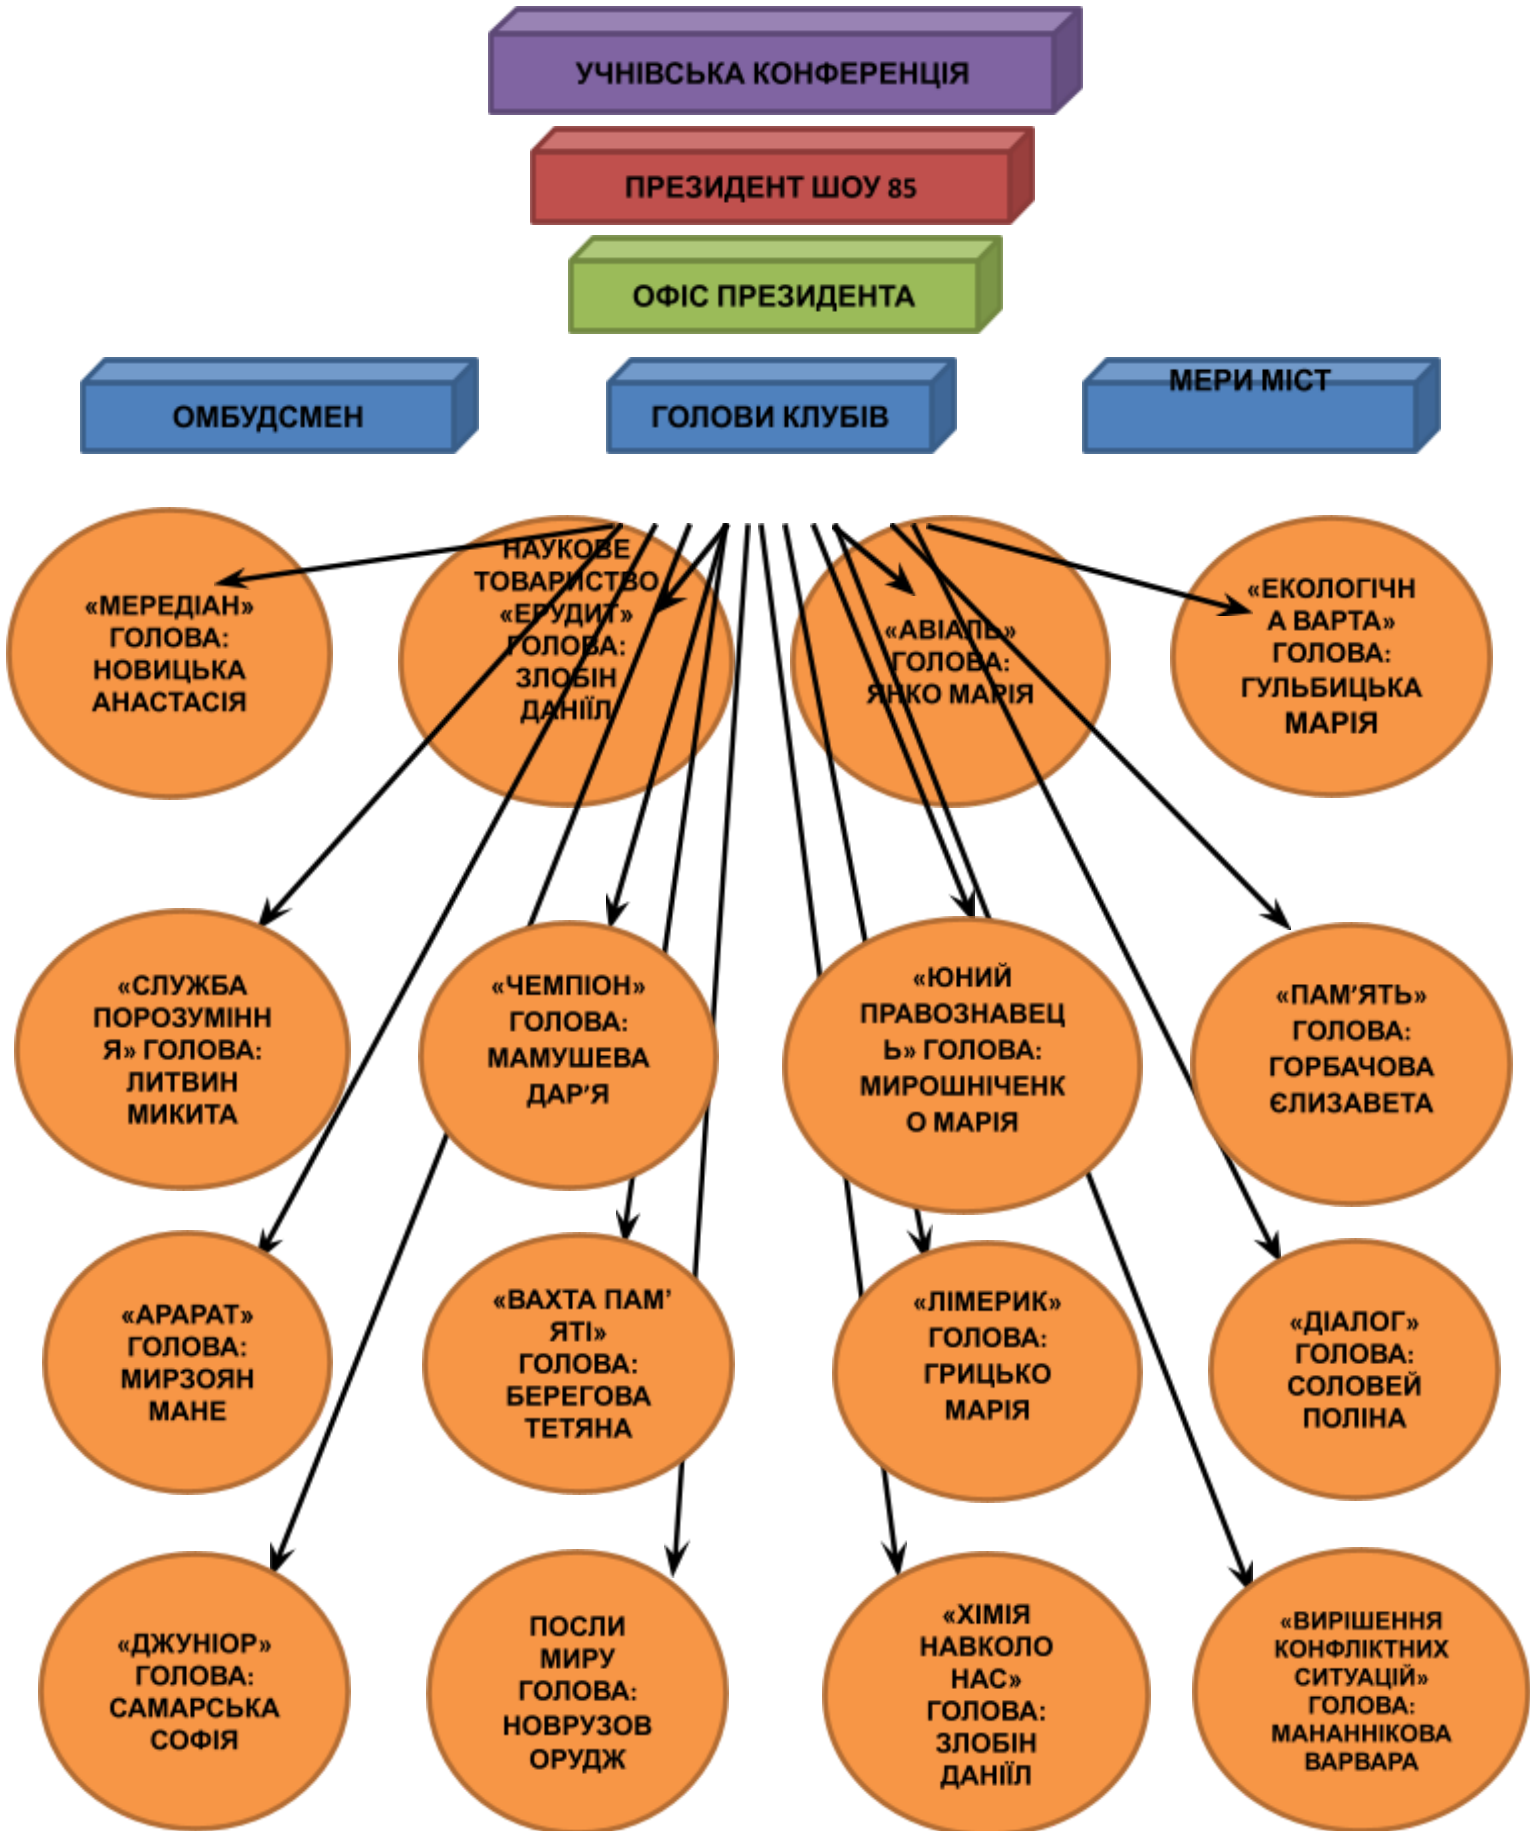 УЧНІВСЬКА КОНФЕРЕНЦІЯ
ПРЕЗИДЕНТ ШОУ 85
ОФІС ПРЕЗИДЕНТА
ОМБУДСМЕН
ГОЛОВИ КЛУБІВ
МЕРИ МІСТ
«МЕРЕДІАН»
ГОЛОВА:
НОВИЦЬКА
АНАСТАСІЯ
НАУКОВЕ
ТОВАРИСТВО
«ЕРУДИТ»
ГОЛОВА:
ЗЛОБІН
ДАНІЇЛ
«АВІАЛЬ»
ГОЛОВА:
ЯНКО МАРІЯ
«ЕКОЛОГІЧН
А ВАРТА»
ГОЛОВА:
ГУЛЬБИЦЬКА
МАРІЯ
«СЛУЖБА
ПОРОЗУМІНН
Я» ГОЛОВА:
ЛИТВИН
МИКИТА
«ЧЕМПІОН»
ГОЛОВА:
МАМУШЕВА
ДАР’Я
«ЮНИЙ
ПРАВОЗНАВЕЦ
Ь» ГОЛОВА:
МИРОШНІЧЕНК
О МАРІЯ
«ПАМ’ЯТЬ»
ГОЛОВА:
ГОРБАЧОВА
ЄЛИЗАВЕТА
«АРАРАТ»
ГОЛОВА:
МИРЗОЯН
МАНЕ
«ВАХТА ПАМ’
ЯТІ»
ГОЛОВА:
БЕРЕГОВА
ТЕТЯНА
«ЛІМЕРИК»
ГОЛОВА:
ГРИЦЬКО
МАРІЯ
«ДІАЛОГ»
ГОЛОВА:
СОЛОВЕЙ
ПОЛІНА
«ДЖУНІОР»
ГОЛОВА:
САМАРСЬКА
СОФІЯ
ПОСЛИ
МИРУ
ГОЛОВА:
НОВРУЗОВ
ОРУДЖ
«ХІМІЯ
НАВКОЛО
НАС»
ГОЛОВА:
ЗЛОБІН
ДАНІЇЛ
«ВИРІШЕННЯ
КОНФЛІКТНИХ
СИТУАЦІЙ»
ГОЛОВА:
МАНАННІКОВА
ВАРВАРА